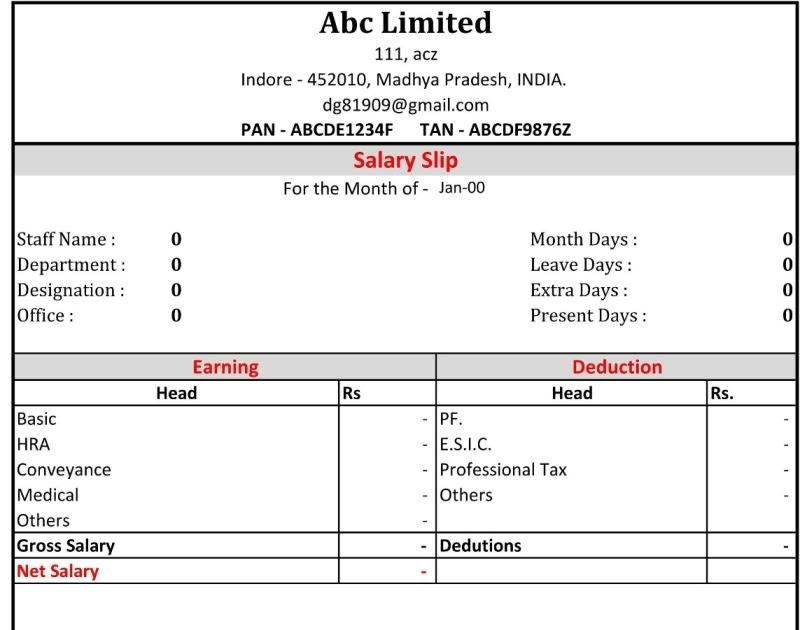 Abc Limited
111, acz
Indore - 452010, Madhya Pradesh, INDIA.
dg81909@gmail.com
PAN - ABCDE1234F TAN - ABCDF9876Z
Salary Slip
For the Month of - Jan-00
Staff Name : 0 Month Days : 0
Department : 0 Leave Days : 0
Designation : 0 Extra Days : 0
Office : 0 Present Days : 0
Earning Deduction
Head Rs Head Rs.
Basic - PF. -
HRA - E.S.I.C. -
Conveyance - Professional Tax -
Medical - Others -
Others -
Gross Salary - Dedutions -
Net Salary -